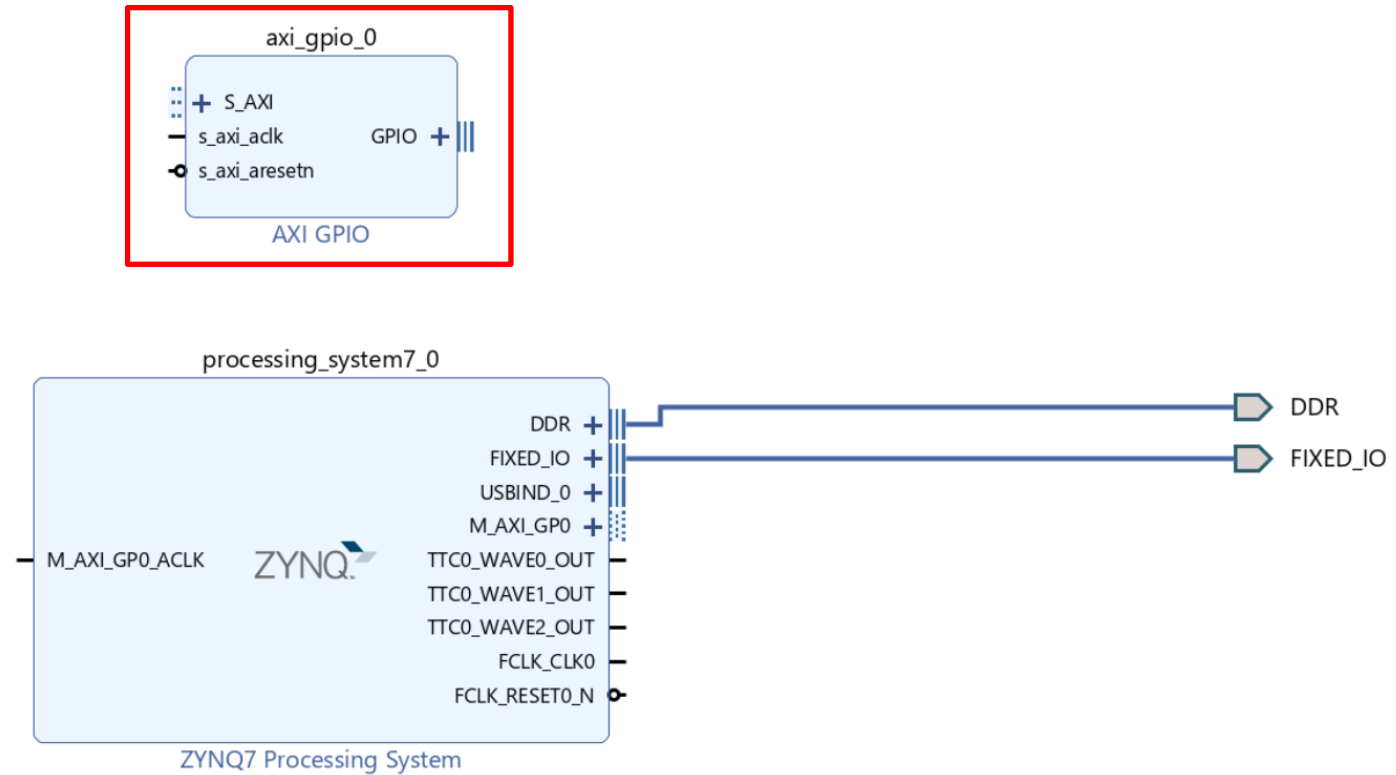 axi_gpio_0
S_AXI
s_axi_aclk
GPIO
s_axi_aresetn
AXI GPIO
processing_system7_0
DDR
DDR
FIXED_IO
FIXED_IO
USBIND_0
M_AXI_GP0
M_AXI_GP0_ACLK
ZYNQ.
TTC0_WAVE0_OUT
TTC0_WAVE1_OUT
TTC0_WAVE2_OUT
FCLK_CLK0
FCLK_RESET0_N
ZYNQ7 Processing System